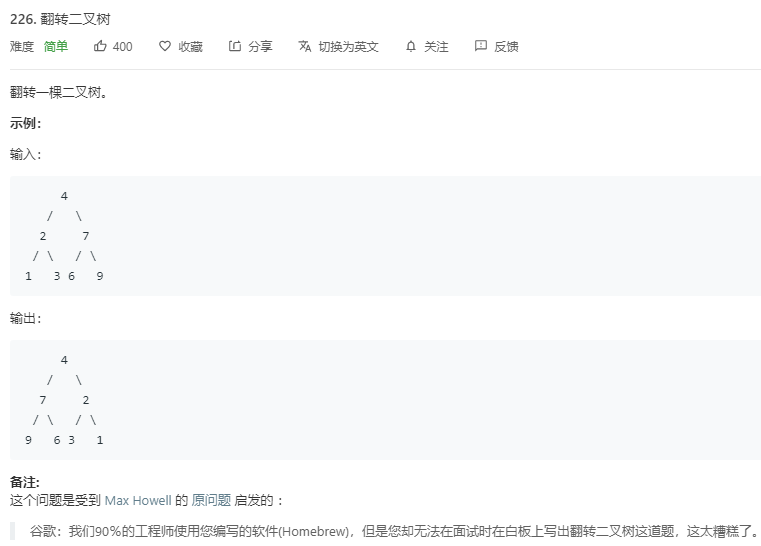 226. 翻转二叉树
难度 简单 400 收藏 分享 切换为英文 关注 反馈
翻转一棵二叉树。
示例：
输入：
4
/ \
2 7
/ \ / \
1 3 6 9
输出：
4
/ \
7 2
/ \ / \
9 6 3 1
备注:
这个问题是受到 Max Howell 的 原问题 启发的 ：
谷歌：我们90％的工程师使用您编写的软件(Homebrew)，但是您却无法在面试时在白板上写出翻转二叉树这道题，这太糟糕了。